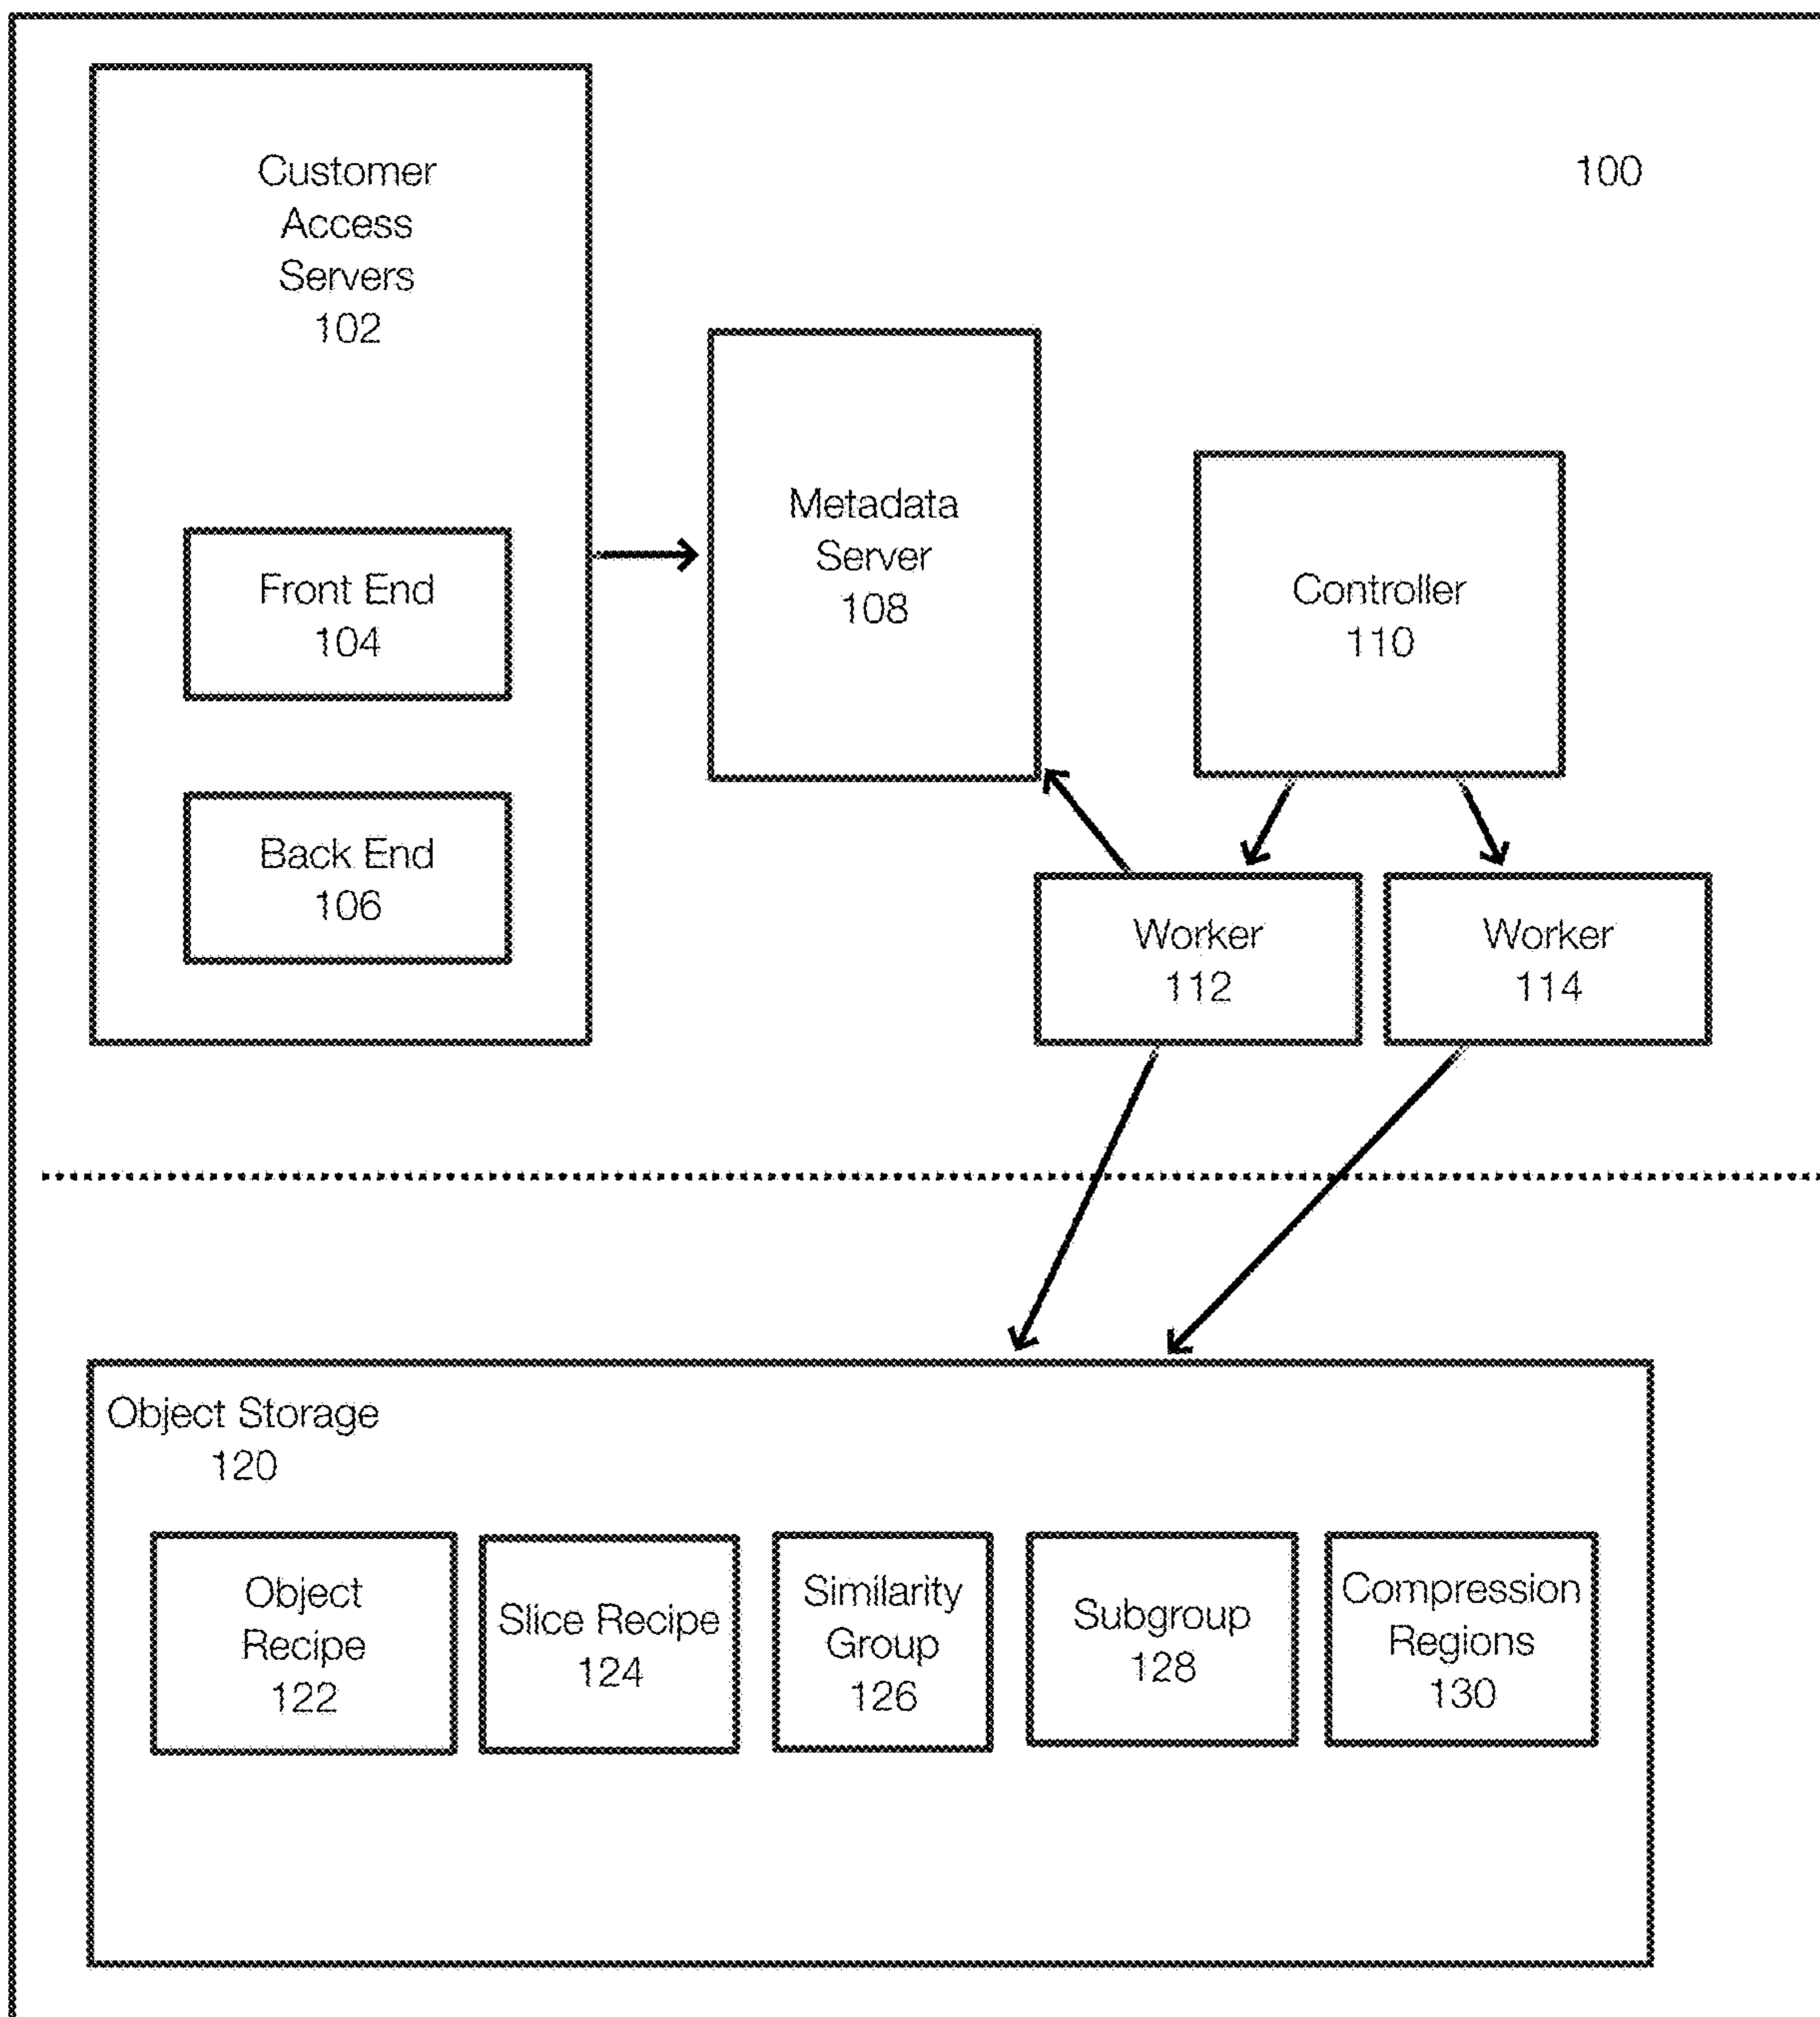 Customer
Access
Servers
102
100
Front End
104
Back End
106
Metadata
Server
108
Controller
110
Worker
112
Worker
114
Object Storage
120
Object
Recipe
122
Slice Recipe
124
Similarity
Group
126
Subgroup
128
Compression
Regions
130